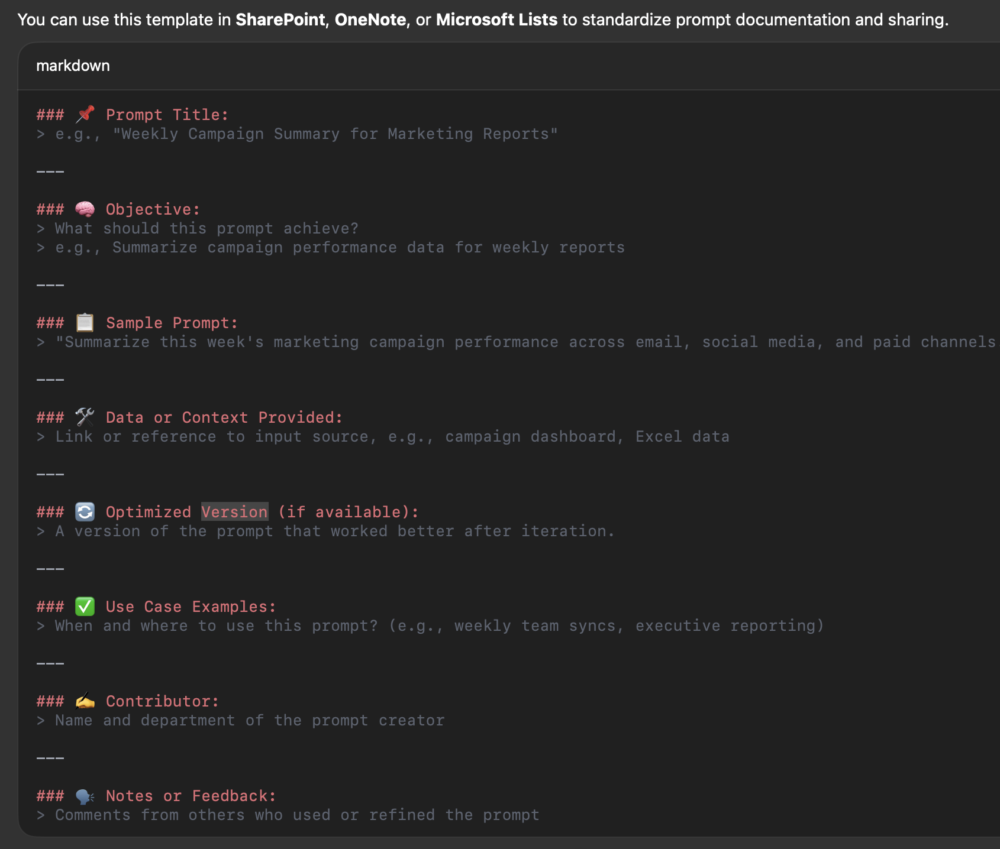 You can use this template in SharePoint, OneNote, or Microsoft Lists to standardize prompt documentation and sharing.
markdown
### 📌 Prompt Title:
> e.g., "Weekly Campaign Summary for Marketing Reports"
---
### 🧠 Objective:
> What should this prompt achieve?
> e.g., Summarize campaign performance data for weekly reports
---
### 📋 Sample Prompt:
> "Summarize this week's marketing campaign performance across email, social media, and paid channels
---
### 🛠️ Data or Context Provided:
> Link or reference to input source, e.g., campaign dashboard, Excel data
---
### 🔄 Optimized Version (if available):
> A version of the prompt that worked better after iteration.
---
### ✅ Use Case Examples:
> When and where to use this prompt? (e.g., weekly team syncs, executive reporting)
---
### ✍️ Contributor:
> Name and department of the prompt creator
---
### 🗣️ Notes or Feedback:
> Comments from others who used or refined the prompt